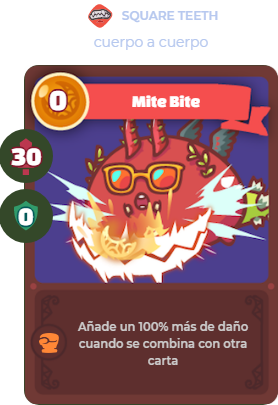 SQUARE TEETH
cuerpo a cuerpo
0
Mite Bite
30
0
Añade un 100% más de daño
cuando se combina con otra
carta